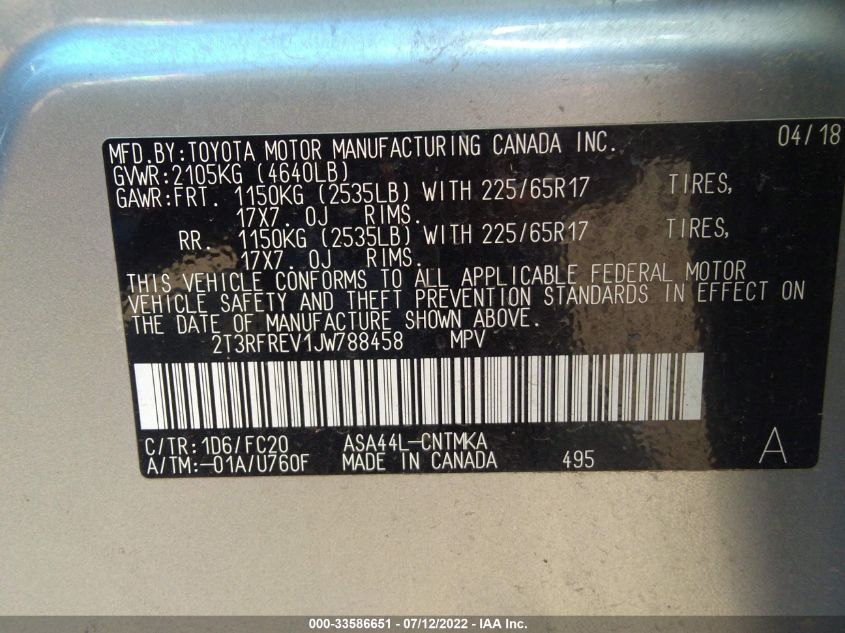 MFD.BY:TOYOTA MOTOR MANUFACTURING CANADA INC. 04/18
GVWR:2105KG (4640LB)
GAWR:FRT. 1150KG (2535LB) WITH 225/65R17 TIRES,
17X7.0J RIMS.
RR. 1150KG (2535LB) WITH 225/65R17 TIRES,
17X7.0J RIMS.
THIS VEHICLE CONFORMS TO ALL APPLICABLE FEDERAL MOTOR
VEHICLE SAFETY AND THEFT PREVENTION STANDARDS IN EFFECT ON
THE DATE OF MANUFACTURE SHOWN ABOVE.
2T3RFREV1JW788458 MPV
C/TR:1D6/FC20 ASA44L-CNTMKA A
A/TM:-01A/U760F MADE IN CANADA 495
000-33586651 - 07/12/2022 - IAA Inc.